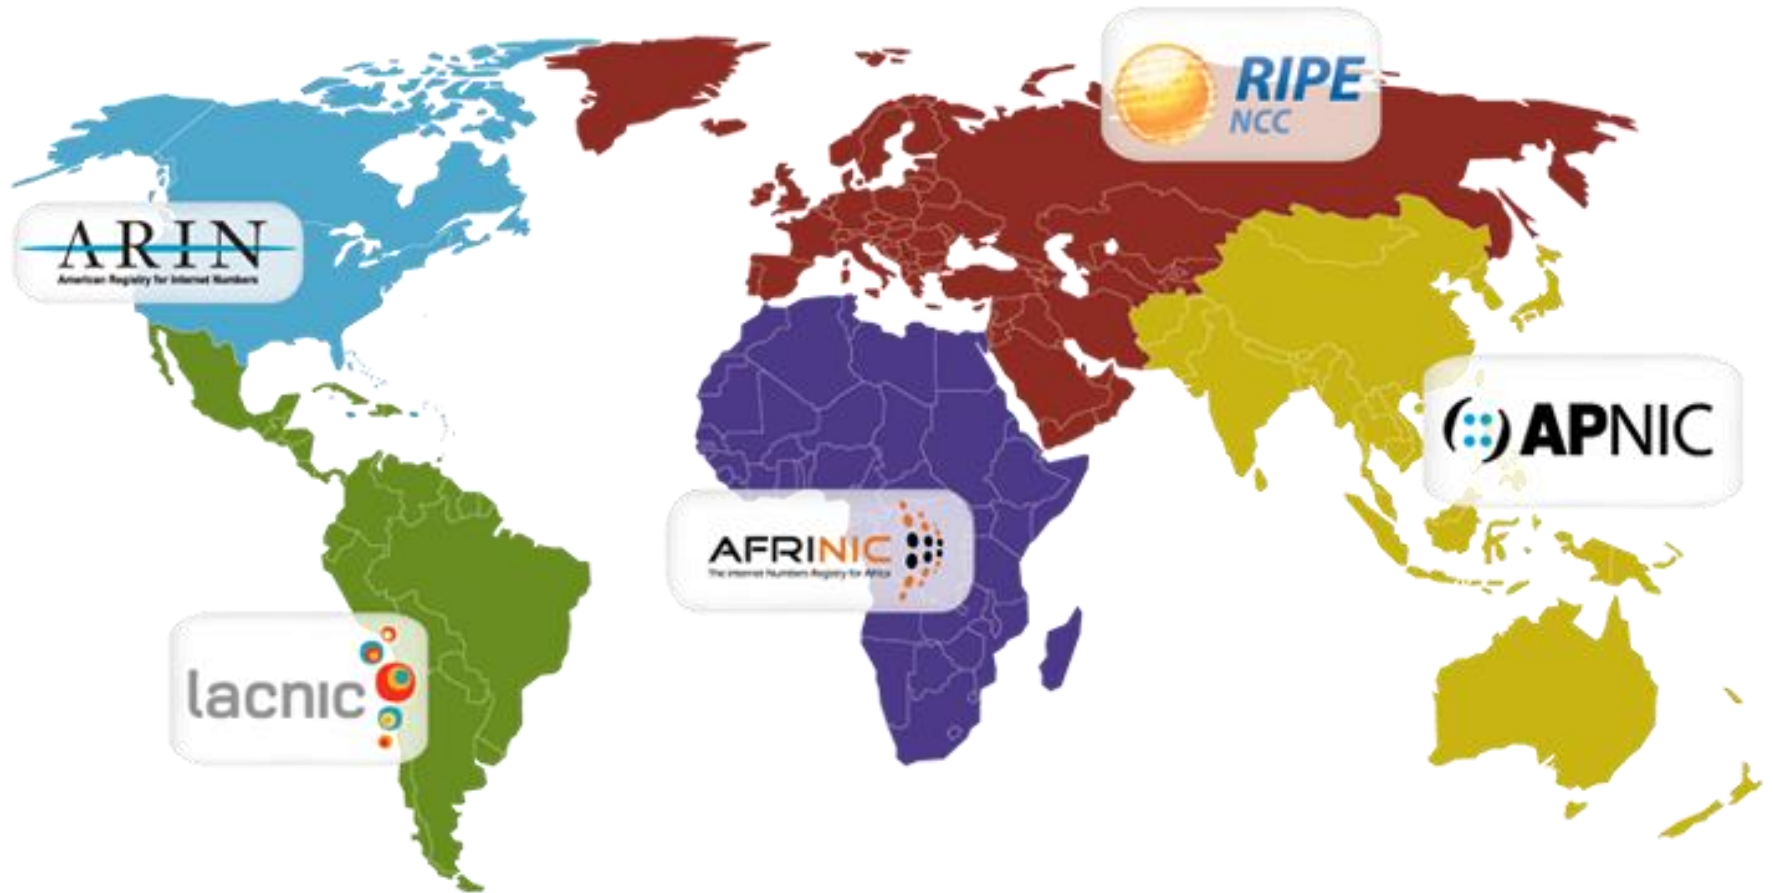 RIPE
NCC
ARIN
American Registry for Internet Numbers
APNIC
AFRINIC
The Internet Numbers Registry for Africa
lacnic